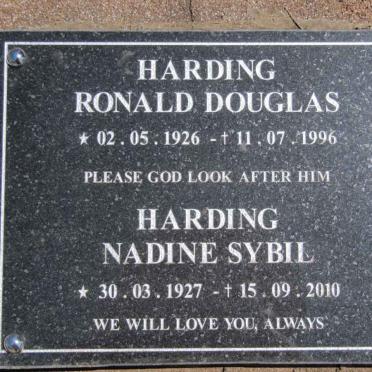 HARDING
RONALD DOUGLAS
★ 02 . 05 . 1926 - † 11 . 07 . 1996
PLEASE GOD LOOK AFTER HIM
HARDING
NADINE SYBIL
★ 30 . 03 . 1927 - † 15 . 09 . 2010
WE WILL LOVE YOU, ALWAYS